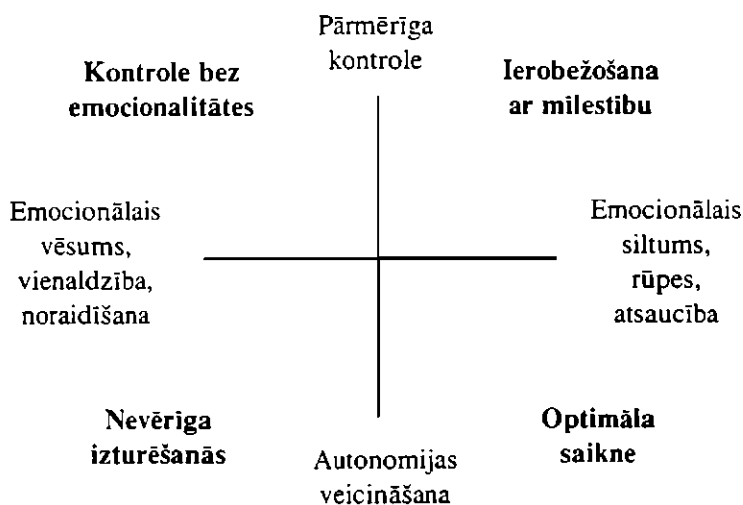 Pārmērīga
kontrole
Kontrole bez
emocionalitātes
Ierobežošana
ar mīlestību
Emocionālais
vēsums,
vienaldzība,
noraidīšana
Emocionālais
siltums,
rūpes,
atsaucība
Nevērīga
izturēšanās
Autonomijas
veicināšana
Optimāla
saikne